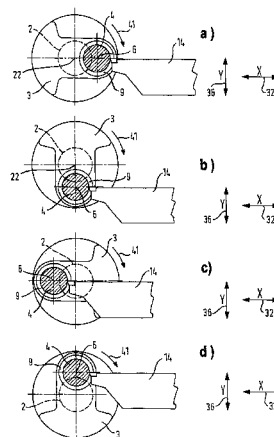 4 41 a)
2 6 14
22 Y X
36 32
3 9
2 3
41 b)
22 9 14
Y X
4 6 36 32
41
2 3 c)
6 14
9 Y X
4 36 32
4 6 41 d)
9 14
Y X
2 36 32
3